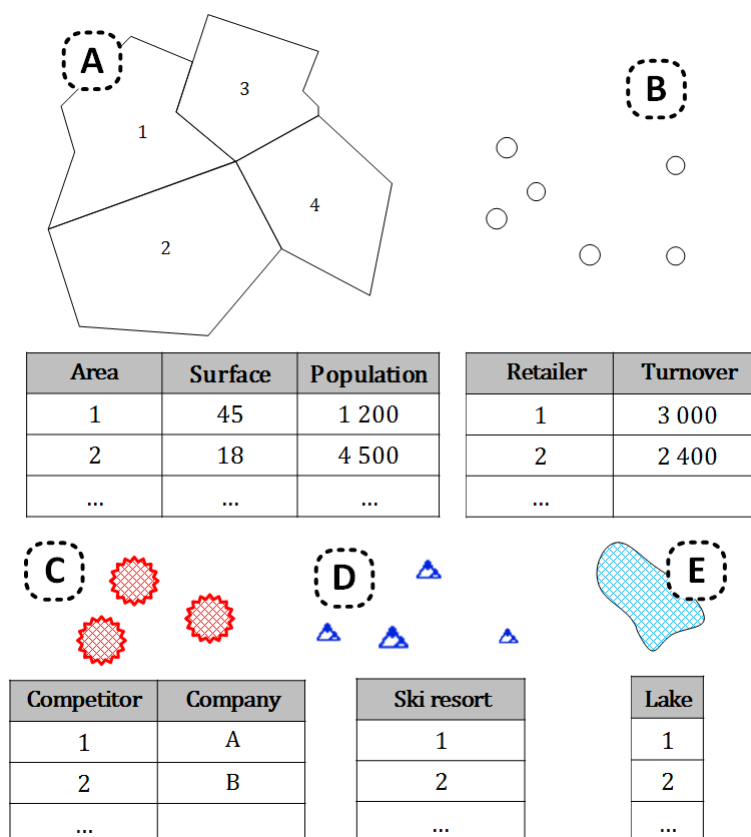 A
B
3
1
4
2
Area Surface Population
1 45 1 200
2 18 4 500
... ... ...
Retailer Turnover
1 3 000
2 2 400
...
C
D
E
Competitor Company
1 A
2 B
...
Ski resort
1
2
...
Lake
1
2
...